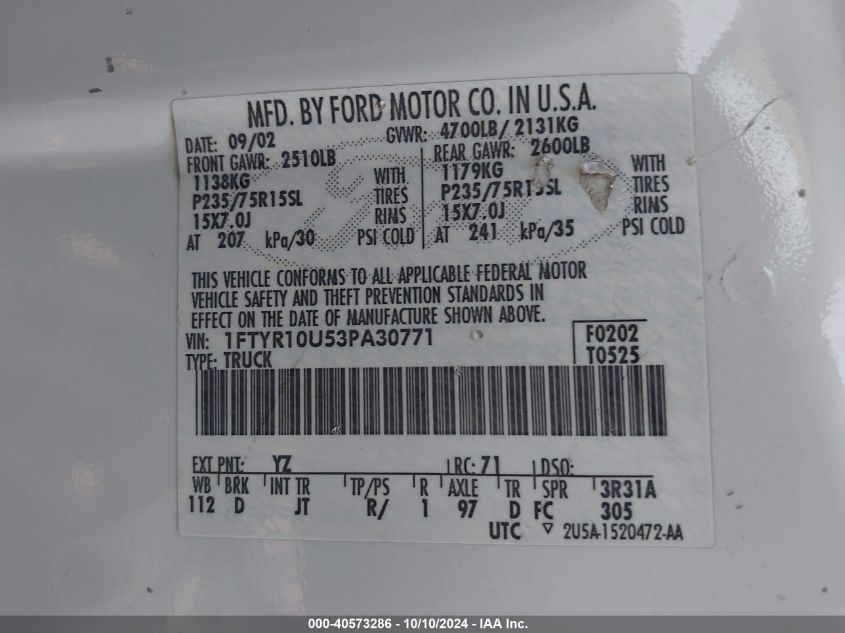 MFD. BY FORD MOTOR CO. IN U.S.A.
DATE: 09/02 GVWR: 4700LB/ 2131KG
FRONT GAWR: 2510LB REAR GAWR: 2600LB
1138KG WITH 1179KG WITH
P235/75R15SL TIRES P235/75R15SL TIRES
15X7.0J RIMS 15X7.0J RIMS
AT 207 kPa/30 PSI COLD AT 241 kPa/35 PSI COLD
THIS VEHICLE CONFORMS TO ALL APPLICABLE FEDERAL MOTOR
VEHICLE SAFETY AND THEFT PREVENTION STANDARDS IN
EFFECT ON THE DATE OF MANUFACTURE SHOWN ABOVE.
VIN: 1FTYR10U53PA30771 F0202
TYPE: TRUCK T0525
EXT PNT: YZ RC: 71 DSO:
WB BRK INT TR TP/PS R AXLE TR SPR 3R31A
112 D JT R/ 1 97 D FC 305
UTC ▽ 2U5A-1520472-AA
000-40573286 - 10/10/2024 - IAA Inc.